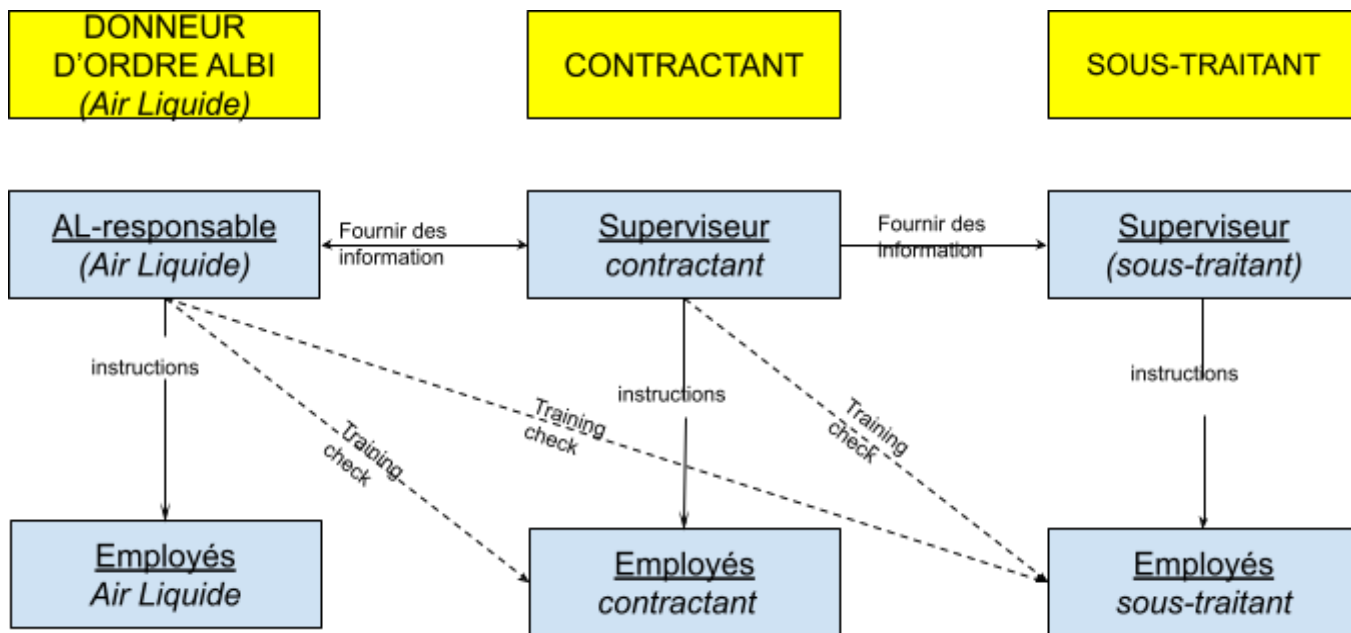 DONNEUR
D'ORDRE ALBI
(Air Liquide)
CONTRACTANT
SOUS-TRAITANT
AL-responsable
(Air Liquide)
Fournir des
information
Superviseur
contractant
Fournir des
information
Superviseur
(sous-traitant)
instructions
instructions
instructions
Training
check
Training
check
Training
check
Employés
Air Liquide
Employés
contractant
Employés
sous-traitant